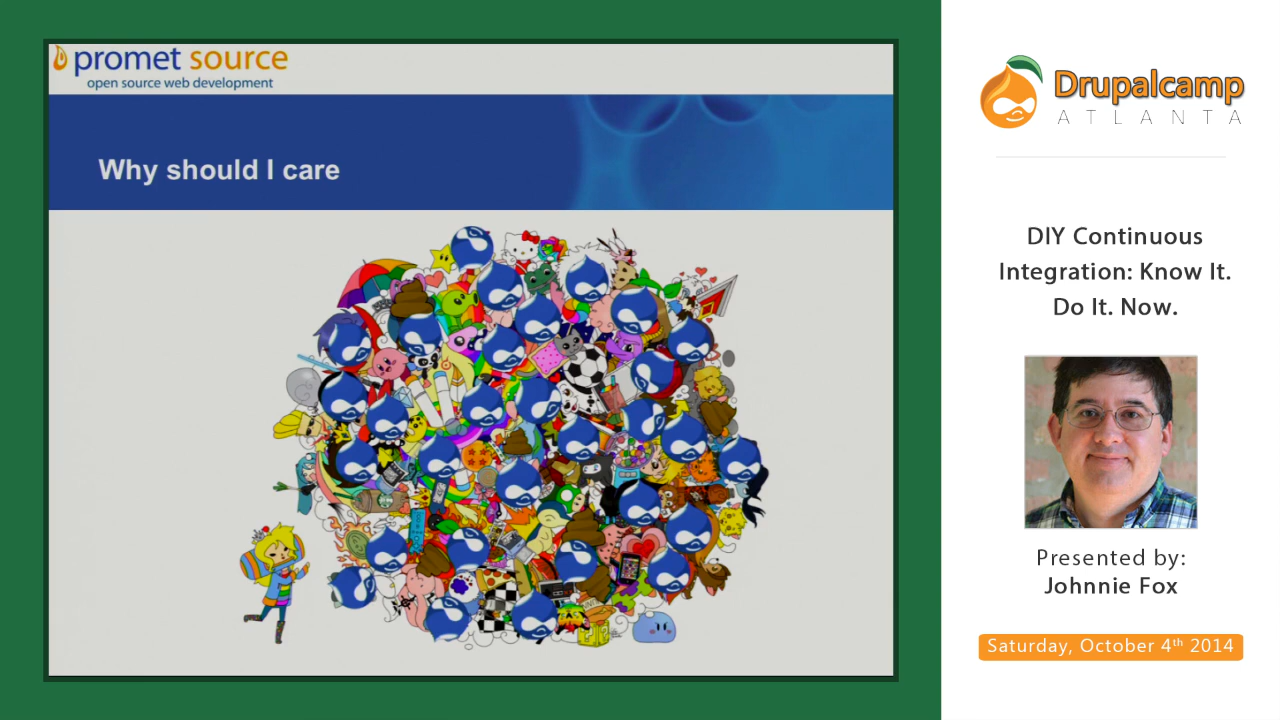 promet source
open source web development
Why should I care
Drupalcamp
ATLANTA
DIY Continuous
Integration: Know It.
Do It. Now.
Presented by:
Johnnie Fox
Saturday, October 4th 2014